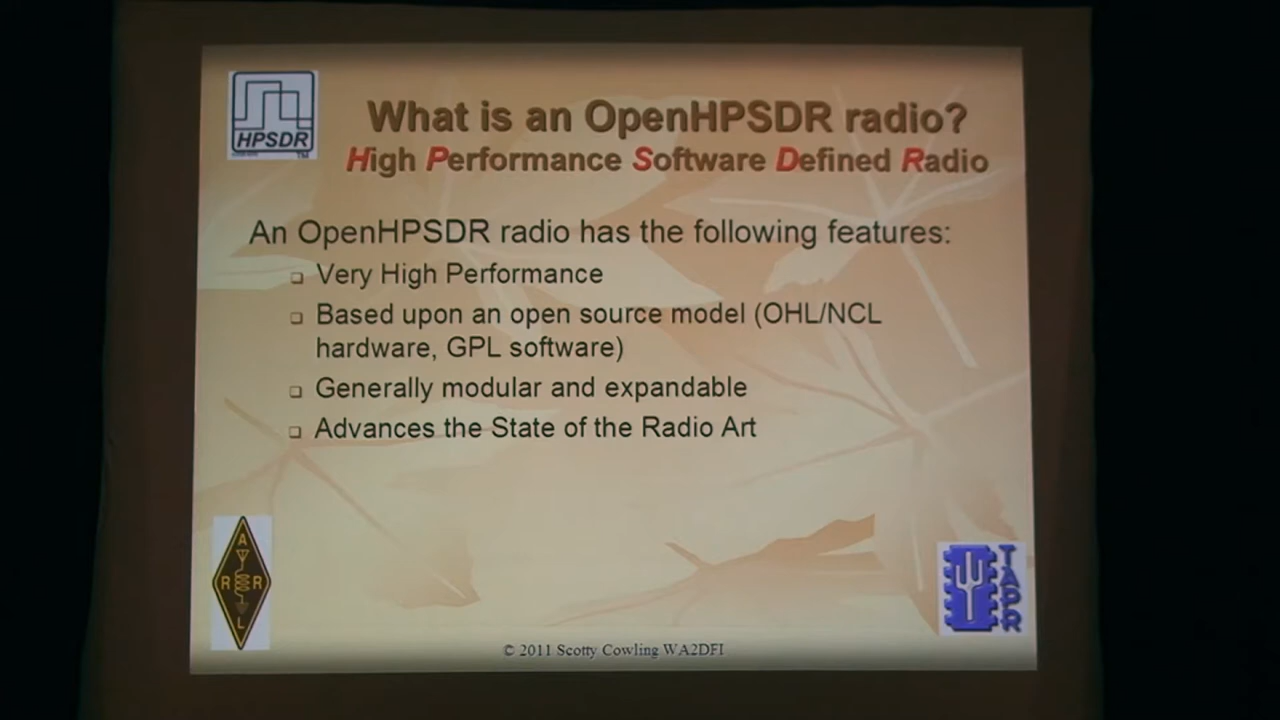 HPSDR
TM
What is an OpenHPSDR radio?
High Performance Software Defined Radio
An OpenHPSDR radio has the following features:
Very High Performance
Based upon an open source model (OHL/NCL
hardware, GPL software)
Generally modular and expandable
Advances the State of the Radio Art
A
R R
L
TAPR
© 2011 Scotty Cowling WA2DFI